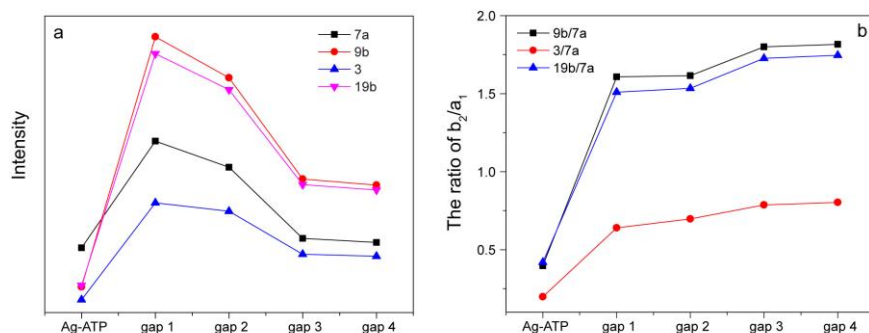 a
7a
9b
3
19b
Intensity
Ag-ATP gap 1 gap 2 gap 3 gap 4
b
9b/7a
3/7a
19b/7a
The ratio of b₂/a₁
2.0
1.5
1.0
0.5
Ag-ATP gap 1 gap 2 gap 3 gap 4